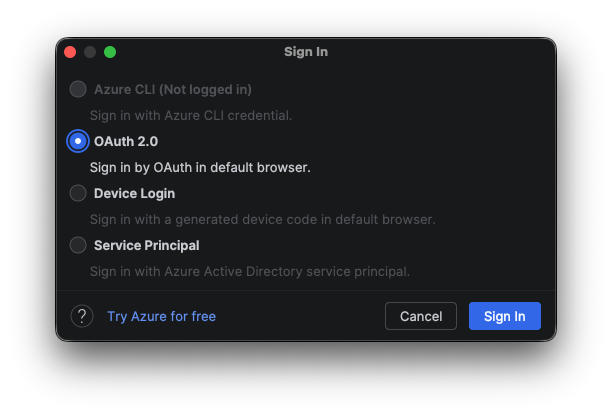 Sign In
Azure CLI (Not logged in)
Sign in with Azure CLI credential.
OAuth 2.0
Sign in by OAuth in default browser.
Device Login
Sign in with a generated device code in default browser.
Service Principal
Sign in with Azure Active Directory service principal.
? Try Azure for free Cancel Sign In